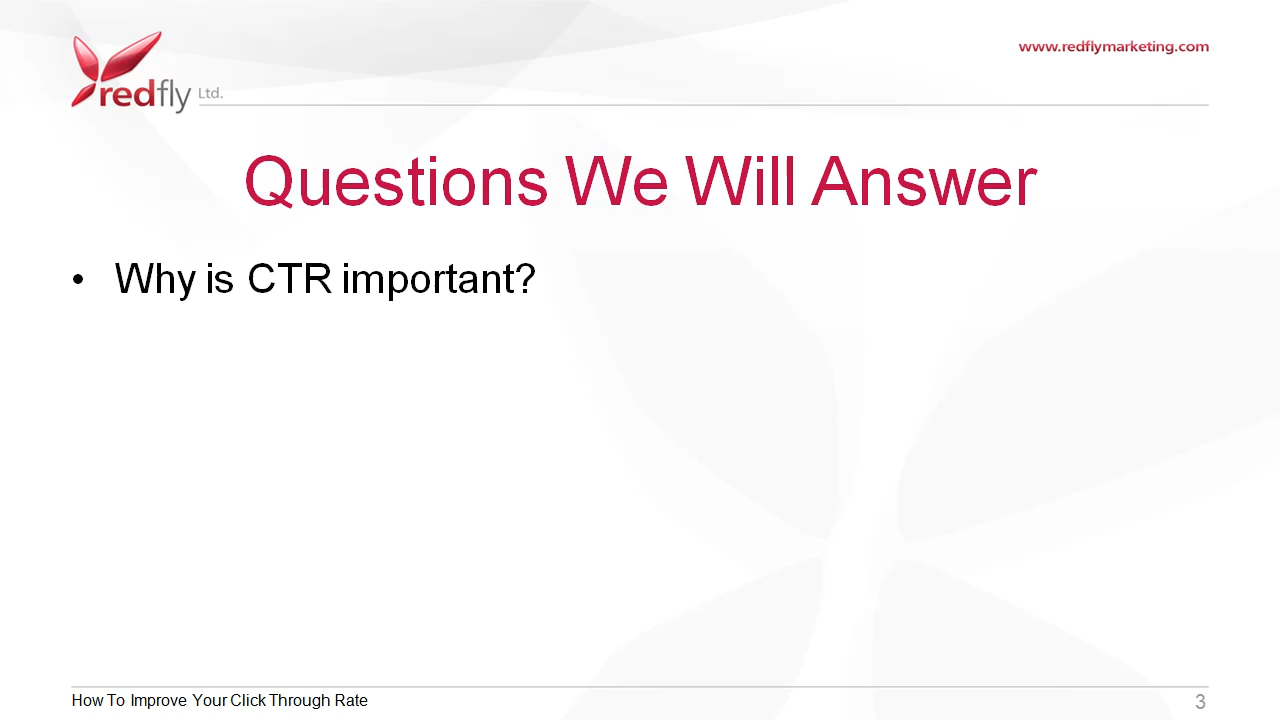 redfly Ltd.
www.redflymarketing.com
Questions We Will Answer
• Why is CTR important?
How To Improve Your Click Through Rate
3